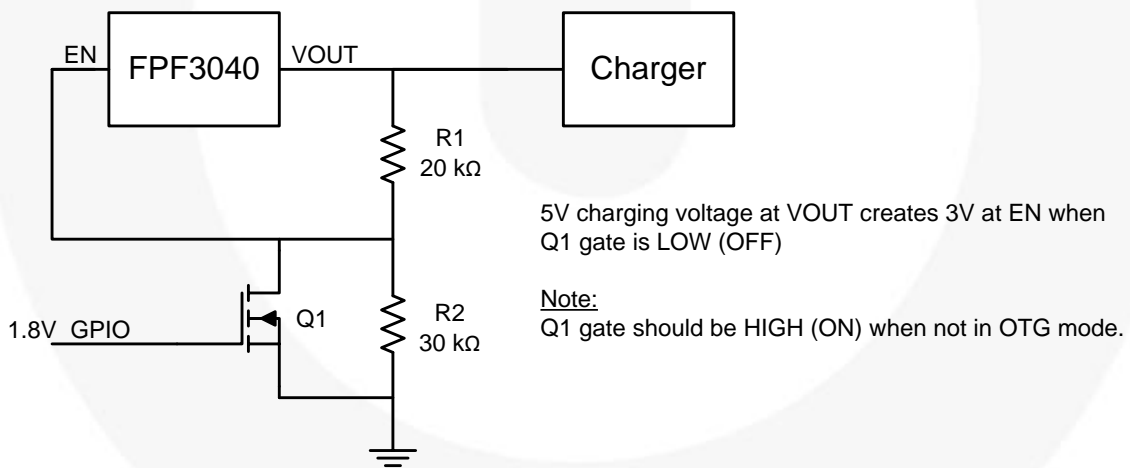 EN
FPF3040
VOUT
Charger
R1
20 kΩ
5V charging voltage at VOUT creates 3V at EN when
Q1 gate is LOW (OFF)
Note:
Q1 gate should be HIGH (ON) when not in OTG mode.
1.8V GPIO
Q1
R2
30 kΩ